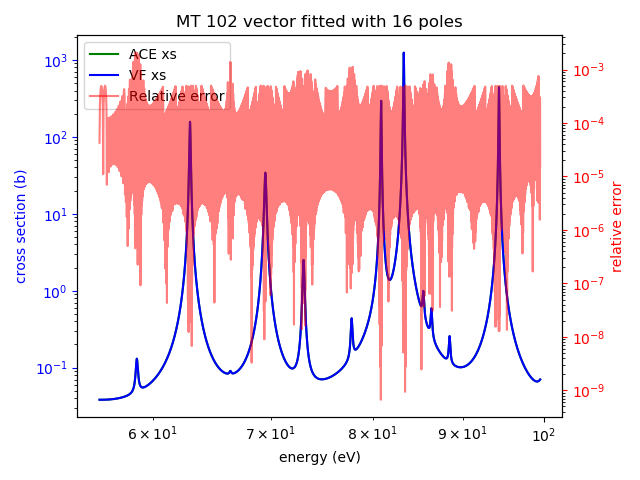 MT 102 vector fitted with 16 poles
ACE xs
VF xs
Relative error
cross section (b)
10³
10²
10¹
10⁰
10⁻¹
10⁻³
10⁻⁴
10⁻⁵
10⁻⁶
10⁻⁷
10⁻⁸
10⁻⁹
relative error
6 × 10¹ 7 × 10¹ 8 × 10¹ 9 × 10¹ 10²
energy (eV)